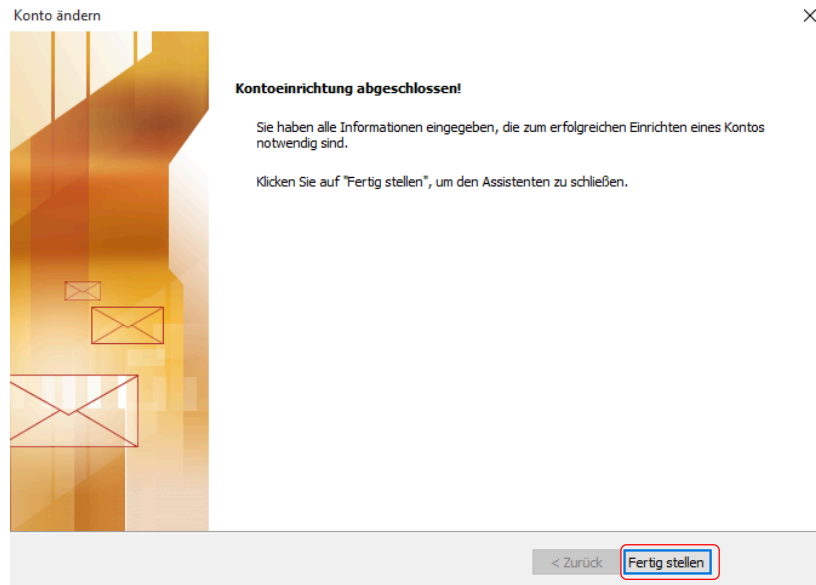 Konto ändern
Kontoeinrichtung abgeschlossen!
Sie haben alle Informationen eingegeben, die zum erfolgreichen Einrichten eines Kontos
notwendig sind.
Klicken Sie auf "Fertig stellen", um den Assistenten zu schließen.
< Zurück Fertig stellen